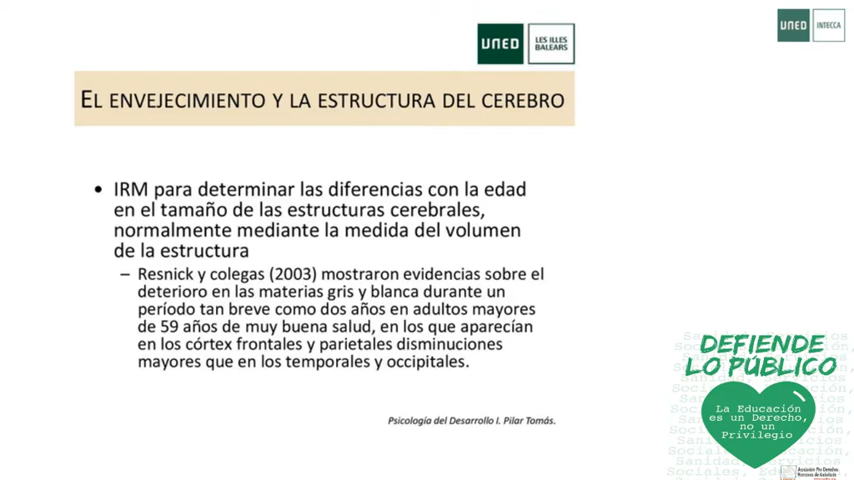 UNED
LES ILLES
BALEARS
UNED
INTECCA
EL ENVEJECIMIENTO Y LA ESTRUCTURA DEL CEREBRO
• IRM para determinar las diferencias con la edad
en el tamaño de las estructuras cerebrales,
normalmente mediante la medida del volumen
de la estructura
– Resnick y colegas (2003) mostraron evidencias sobre el
deterioro en las materias gris y blanca durante un
período tan breve como dos años en adultos mayores
de 59 años de muy buena salud, en los que aparecían
en los córtex frontales y parietales disminuciones
mayores que en los temporales y occipitales.
Psicología del Desarrollo I. Pilar Tomás.
DEFIENDE
LO PÚBLICO
La Educación
es un Derecho,
no un
Privilegio